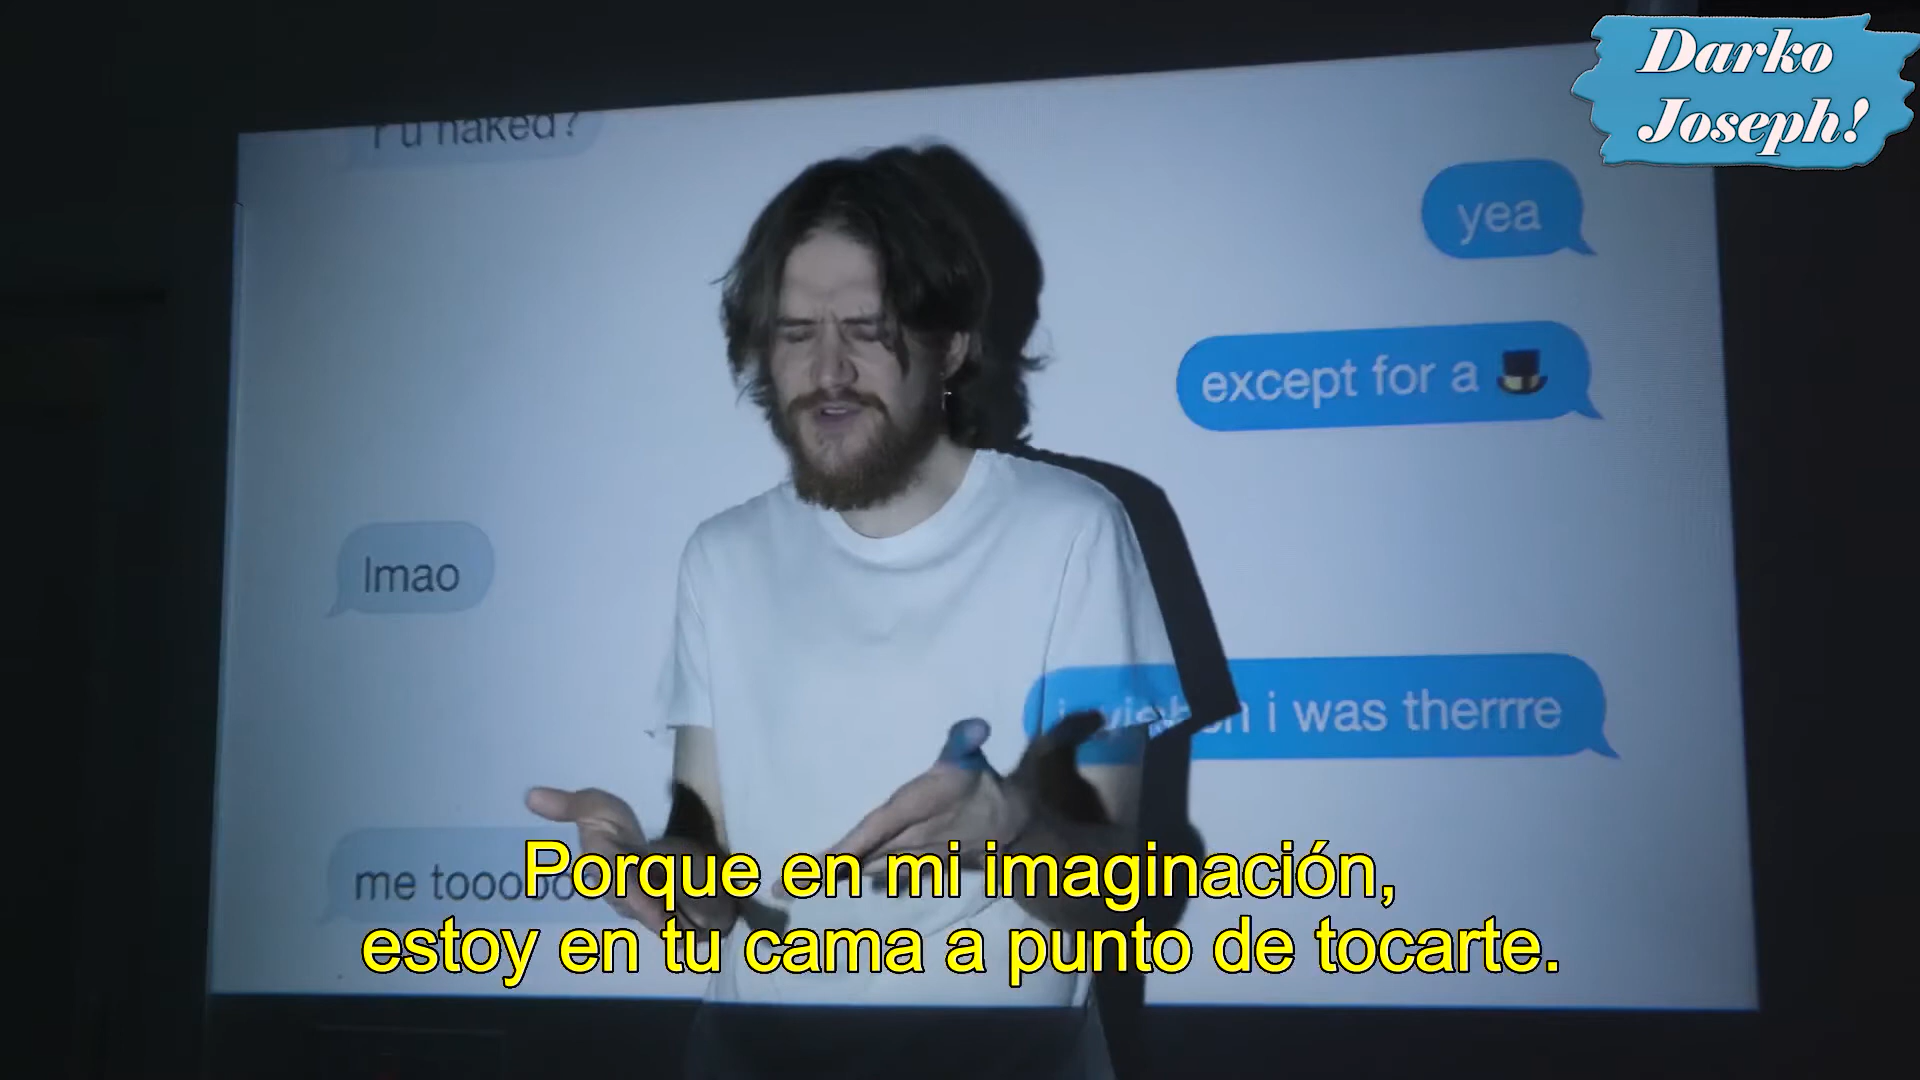 Darko
Joseph!
r u naked?
yea
except for a
lmao
i was therrre
me tooo
Porque en mi imaginación,
estoy en tu cama a punto de tocarte.